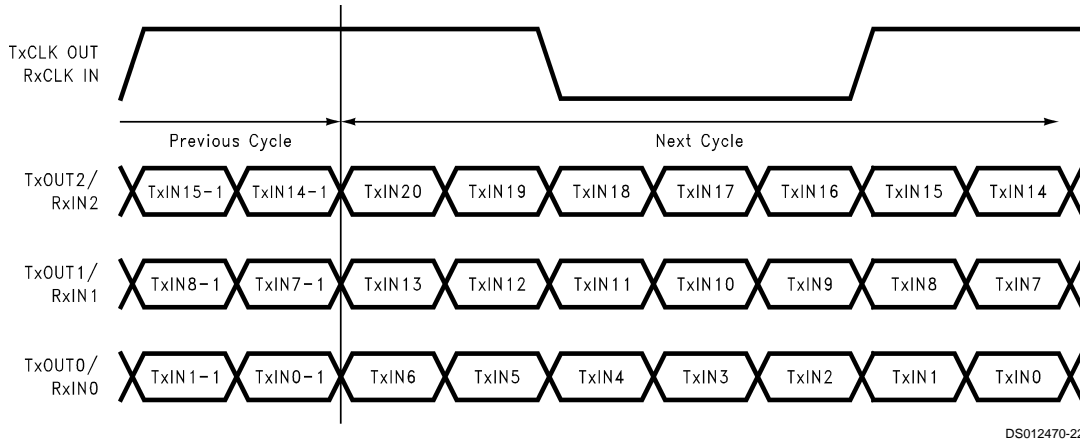 TxCLK OUT
RxCLK IN
Previous Cycle
Next Cycle
TxOUT2/
RxIN2
TxIN15-1 TxIN14-1 TxIN20 TxIN19 TxIN18 TxIN17 TxIN16 TxIN15 TxIN14
TxOUT1/
RxIN1
TxIN8-1 TxIN7-1 TxIN13 TxIN12 TxIN11 TxIN10 TxIN9 TxIN8 TxIN7
TxOUT0/
RxIN0
TxIN1-1 TxIN0-1 TxIN6 TxIN5 TxIN4 TxIN3 TxIN2 TxIN1 TxIN0
DS012470-22